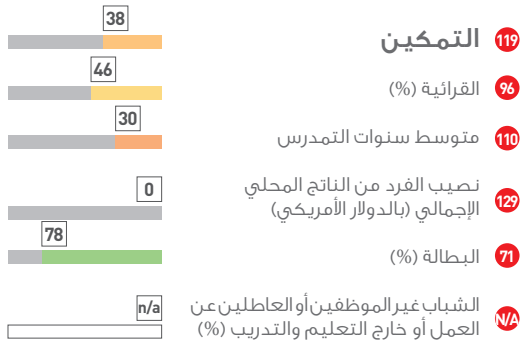 119 التمكين 38
96 القرائية (%) 46
110 متوسط سنوات التمدرس 30
129 نصيب الفرد من الناتج المحلي 0
الإجمالي (بالدولار الأمريكي)
71 البطالة (%) 78
N/A الشباب غير الموظفين أو العاطلين عن n/a
العمل أو خارج التعليم والتدريب (%)